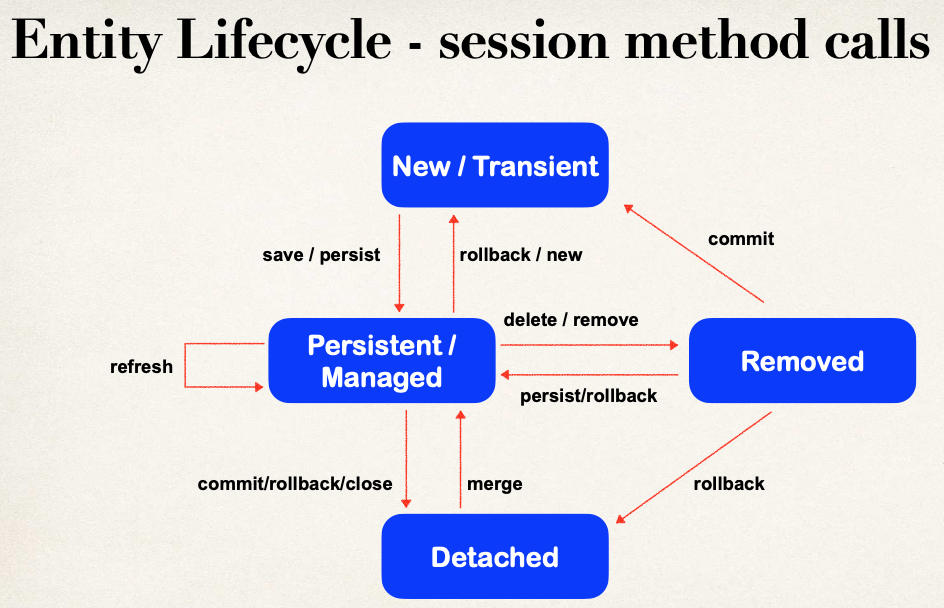 Entity Lifecycle - session method calls
New / Transient
commit
save / persist
rollback / new
delete / remove
Persistent /
Managed
Removed
refresh
persist/rollback
commit/rollback/close
merge
rollback
Detached